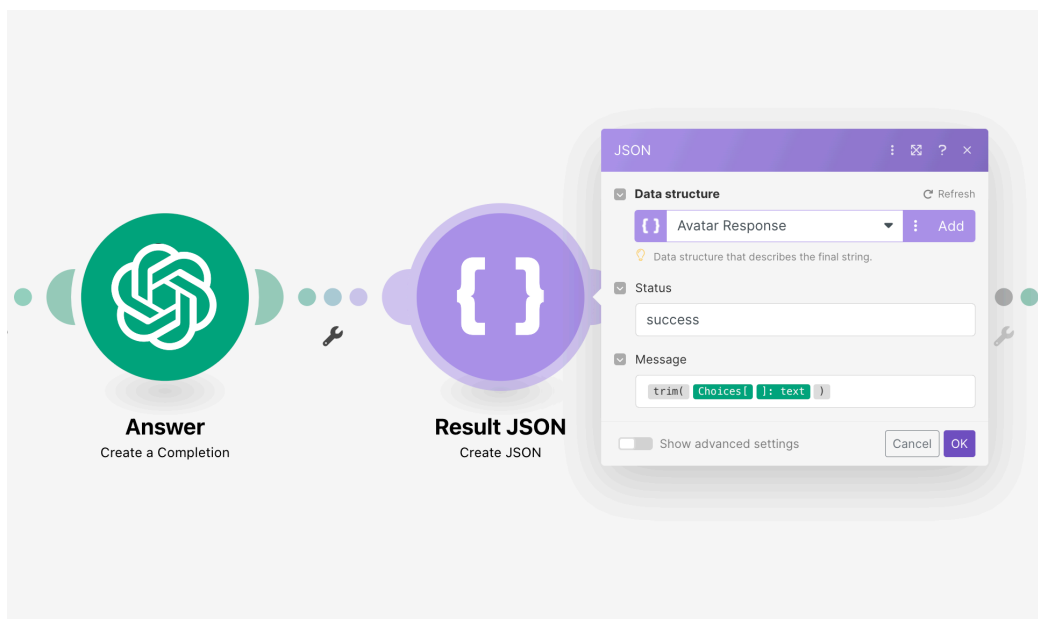 JSON
Data structure
Refresh
{ } Avatar Response
Add
Data structure that describes the final string.
Status
success
Message
trim( Choices[ ]: text )
Show advanced settings
Cancel
OK
{ }
Answer
Create a Completion
Result JSON
Create JSON